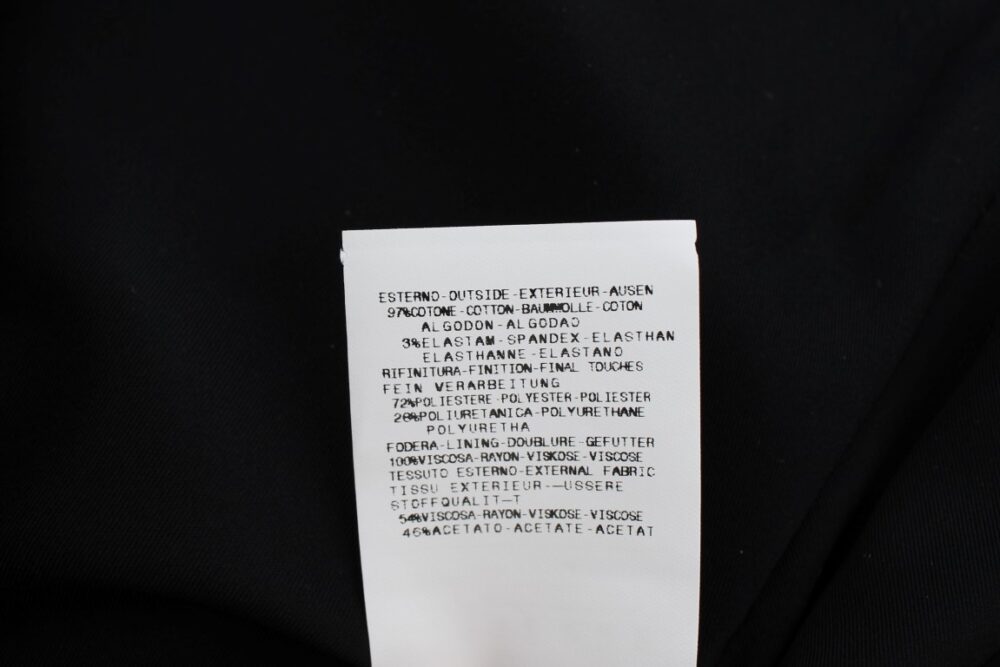 ESTERNO-OUTSIDE-EXTERIEUR-AUSEN
97%COTONE-COTTON-BAUMWOLLE-COTON
ALGODON-ALGODAO
3%ELASTAM-SPANDEX-ELASTHAN
ELASTHANNE-ELASTANO
RIFINITURA-FINITION-FINAL TOUCHES
FEIN VERARBEITUNG
72%POLIESTERE-POLYESTER-POLIESTER
28%POLIURETANICA-POLYURETHANE
POLYURETHA
FODERA-LINING-DOUBLURE-GEFUTTER
100%VISCOSA-RAYON-VISKOSE-VISCOSE
TESSUTO ESTERNO-EXTERNAL FABRIC
TISSU EXTERIEUR-—USSERE
STOFFQUALIT—T
54%VISCOSA-RAYON-VISKOSE-VISCOSE
46%ACETATO-ACETATE-ACETAT